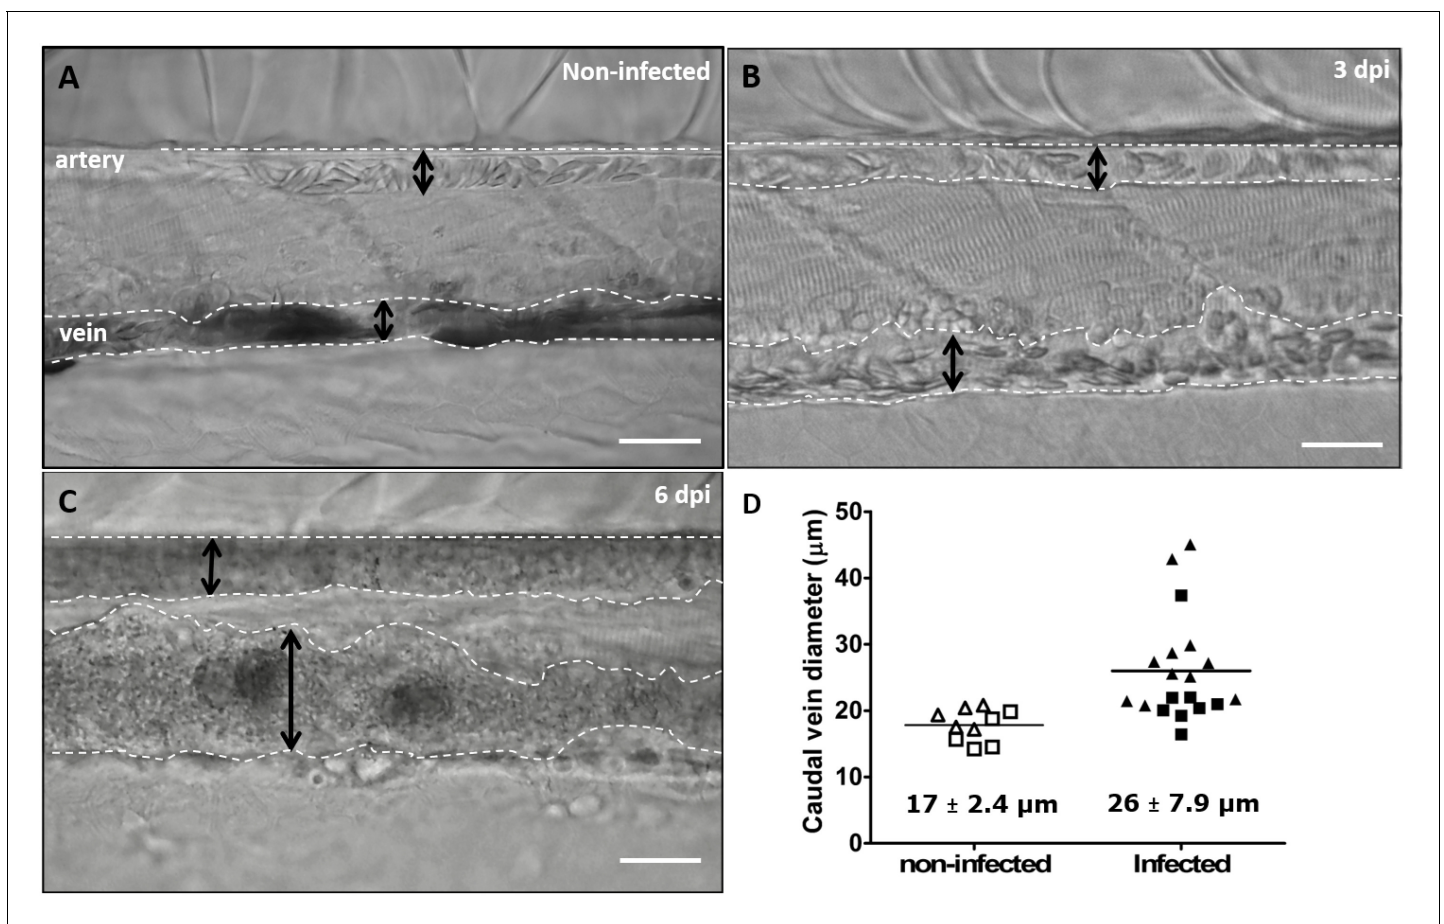 A
Non-infected
artery
vein
B
3 dpi
C
6 dpi
D
Caudal vein diameter (μm)
50
40
30
20
10
0
17 ± 2.4 μm
26 ± 7.9 μm
non-infected
Infected